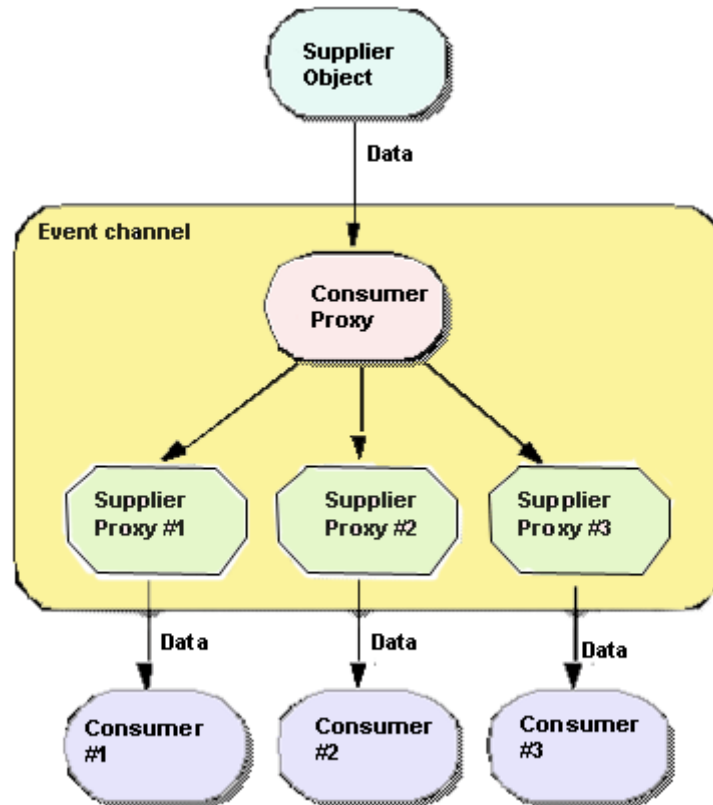 Supplier
Object
Data
Event channel
Consumer
Proxy
Supplier
Proxy #1
Supplier
Proxy #2
Supplier
Proxy #3
Data
Data
Data
Consumer
#1
Consumer
#2
Consumer
#3